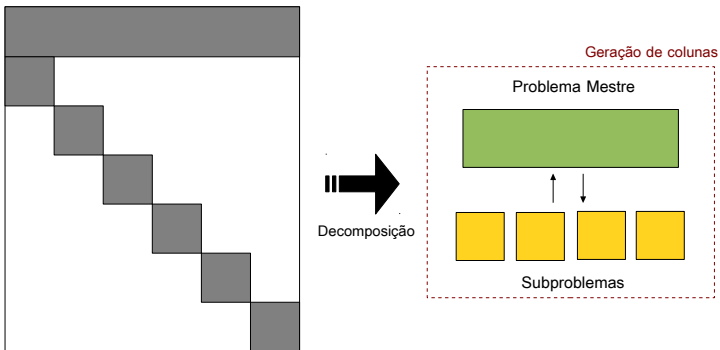 Geração de colunas
Problema Mestre
Decomposição
Subproblemas